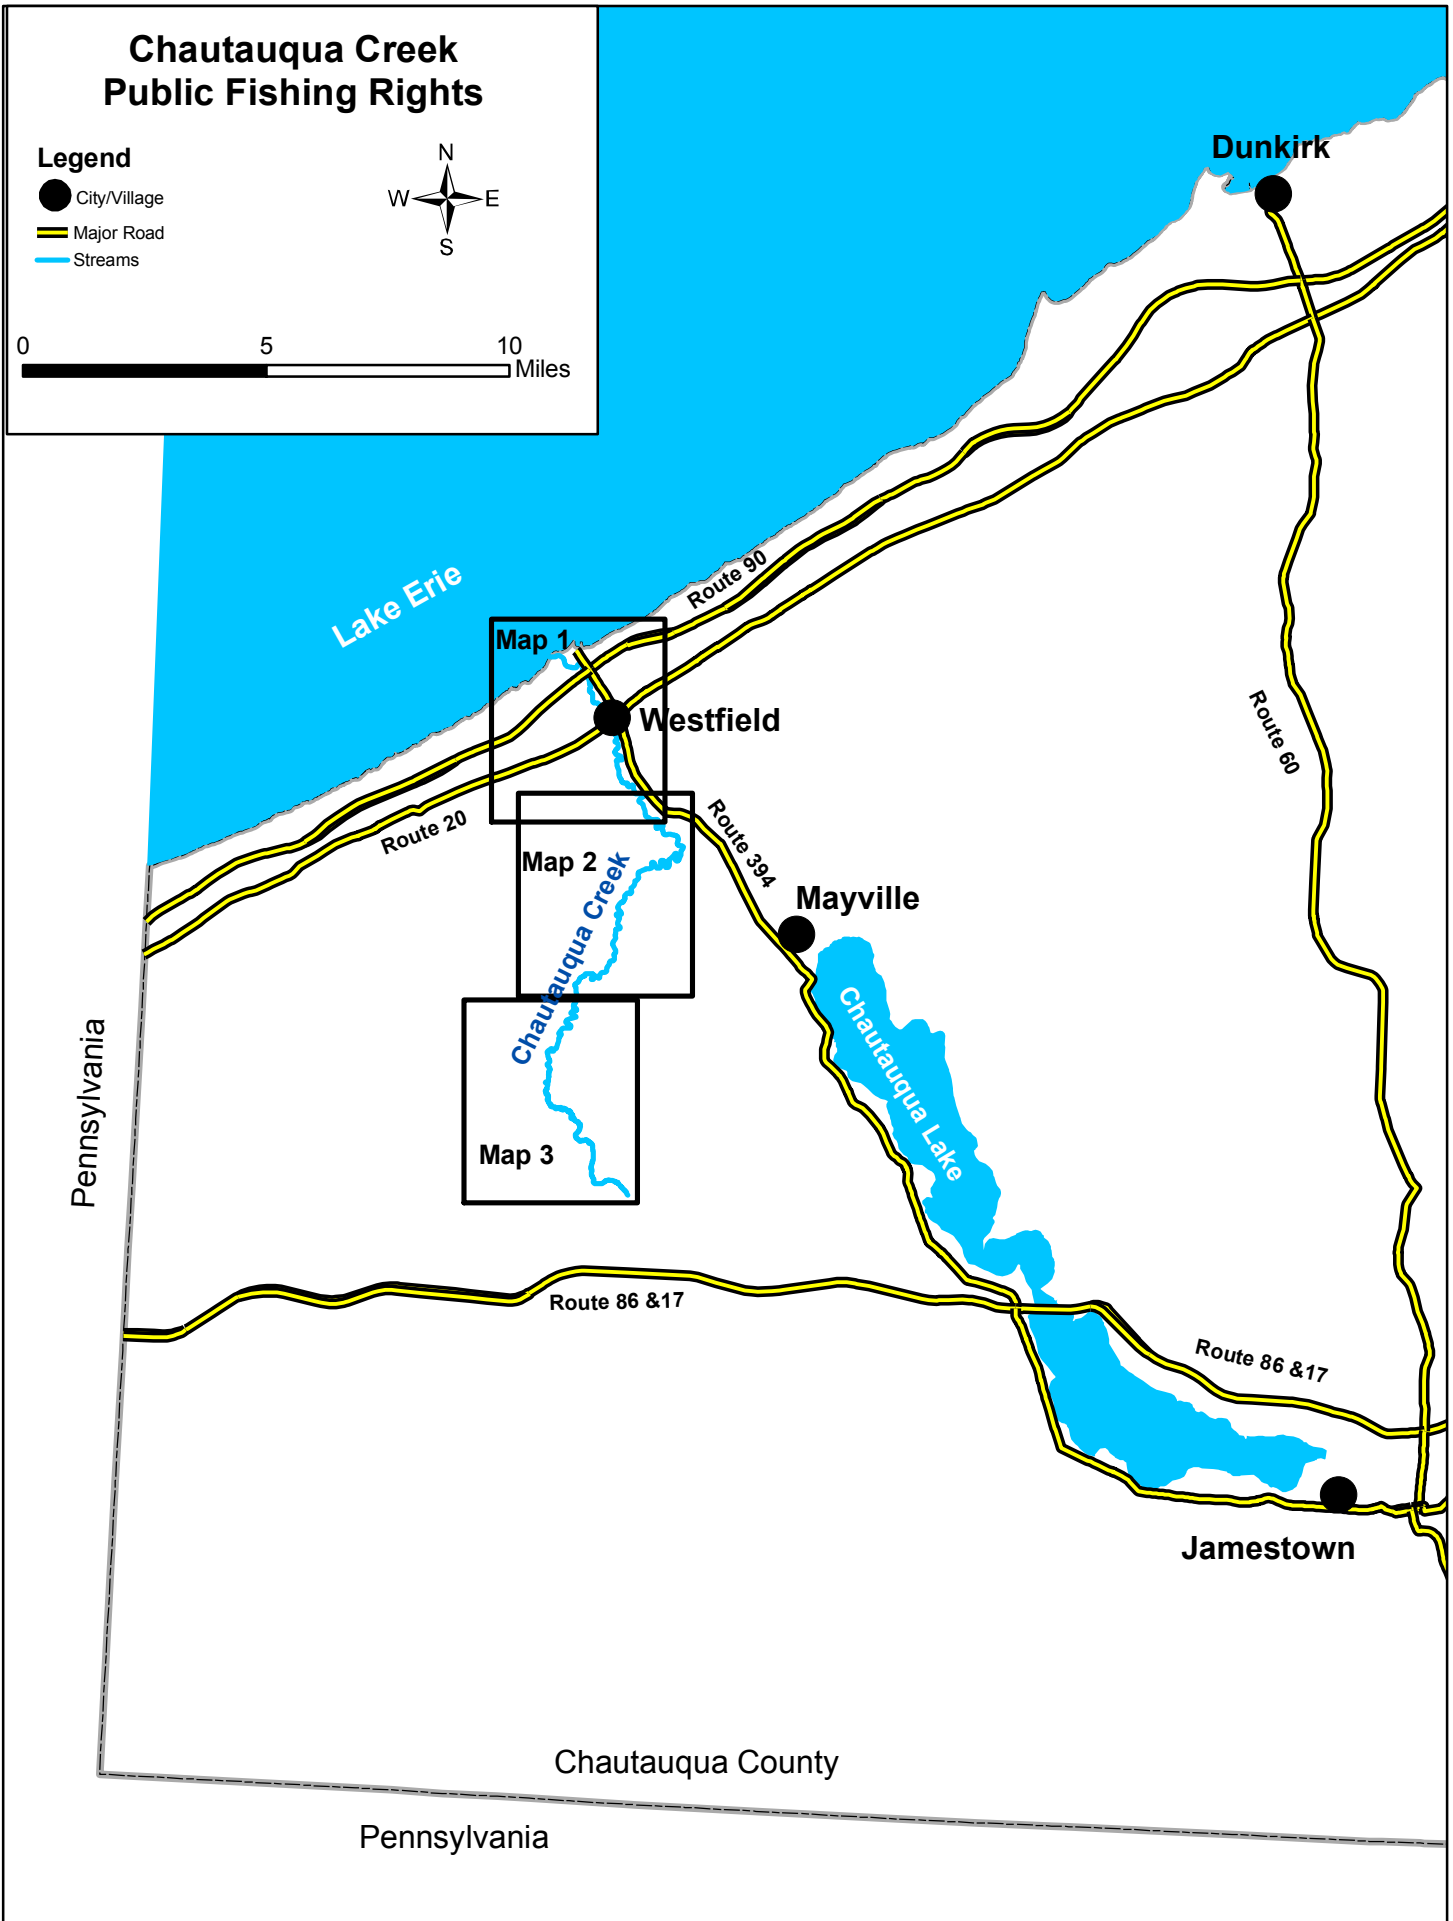 Chautauqua Creek
Public Fishing Rights
Legend
City/Village
Major Road
Streams
N
W E
S
0 5 10
Miles
Dunkirk
Lake Erie
Route 90
Map 1
Westfield
Route 60
Route 20
Route 394
Map 2
Chautauqua Creek
Mayville
Chautauqua Lake
Pennsylvania
Map 3
Route 86 &17
Route 86 &17
Jamestown
Chautauqua County
Pennsylvania